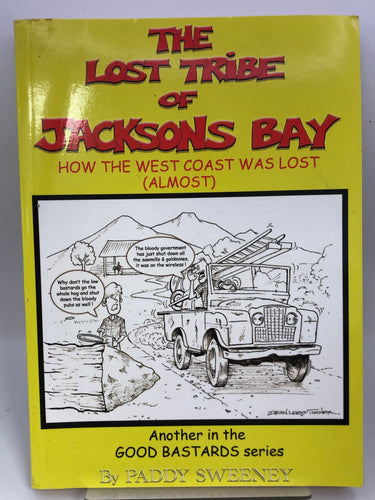 THE
LOST TRIBE
OF
JACKSONS BAY
HOW THE WEST COAST WAS LOST
(ALMOST)
The bloody government
has just shut down all
the sawmills & goldmines,
it was on the wireless !
Why don't the low
bastards go the
whole hog and shut
down the bloody
pubs as well !
Another in the
GOOD BASTARDS series
By PADDY SWEENEY